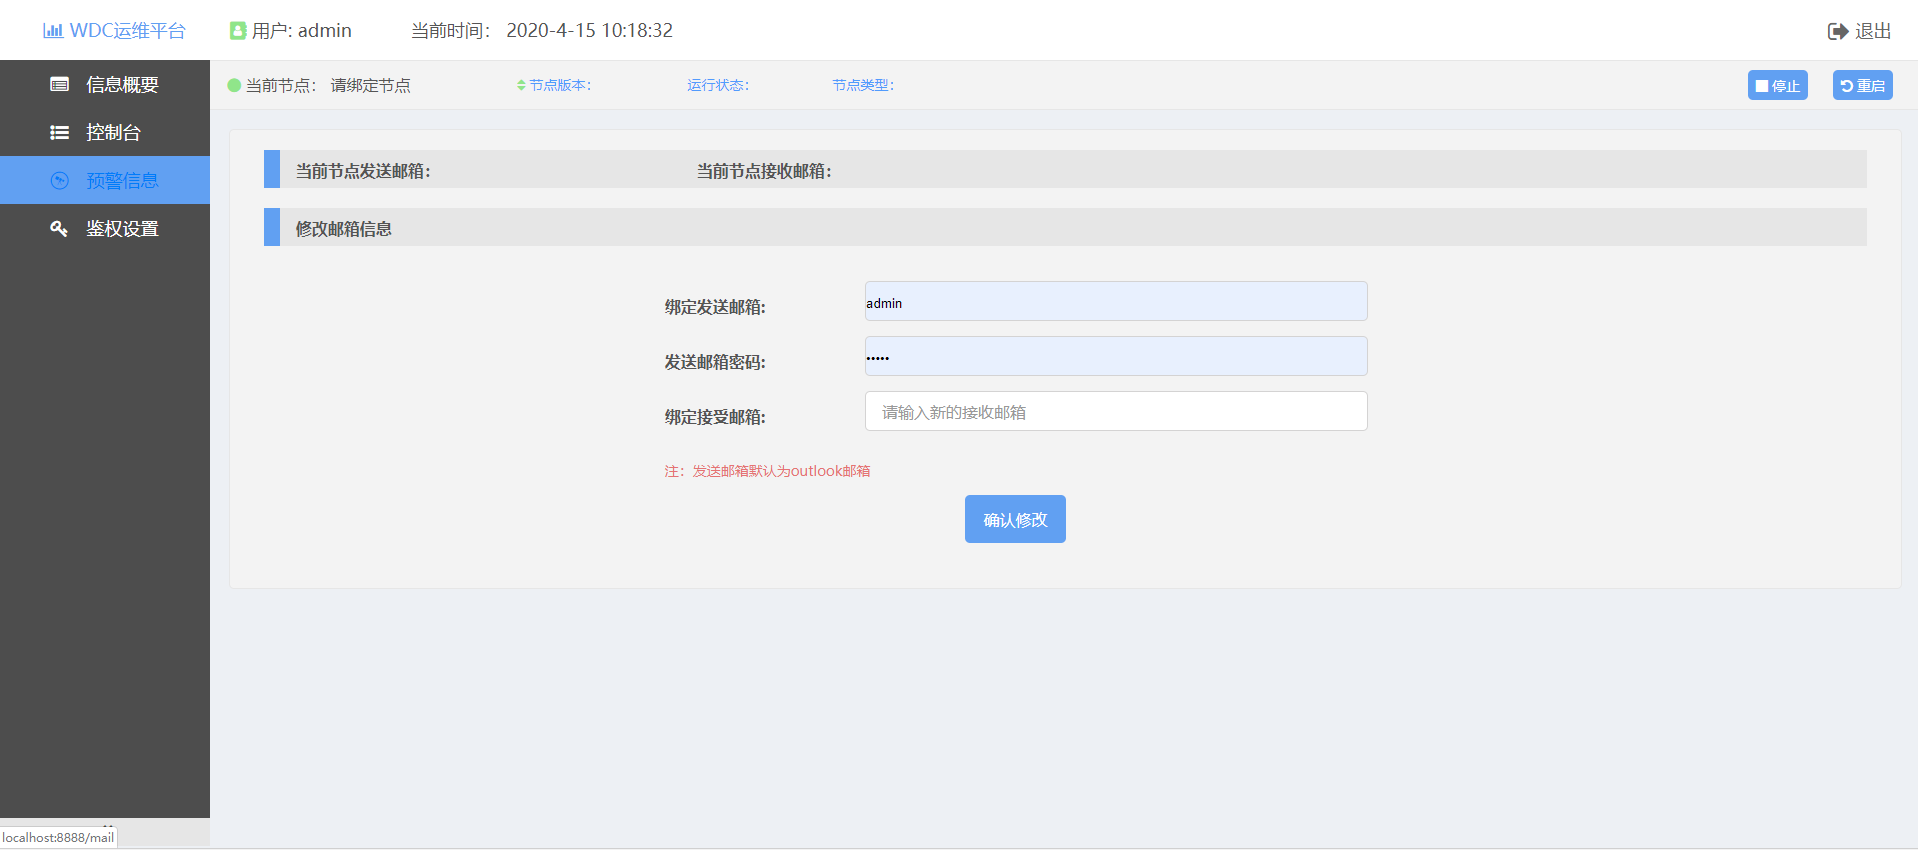 WDC运维平台
用户: admin
当前时间： 2020-4-15 10:18:32
退出
信息概要
控制台
预警信息
鉴权设置
当前节点： 请绑定节点
节点版本：
运行状态：
节点类型：
停止
重启
当前节点发送邮箱：
当前节点接收邮箱：
修改邮箱信息
绑定发送邮箱:
admin
发送邮箱密码:
•••••
绑定接受邮箱:
请输入新的接收邮箱
注：发送邮箱默认为outlook邮箱
确认修改
localhost:8888/mail